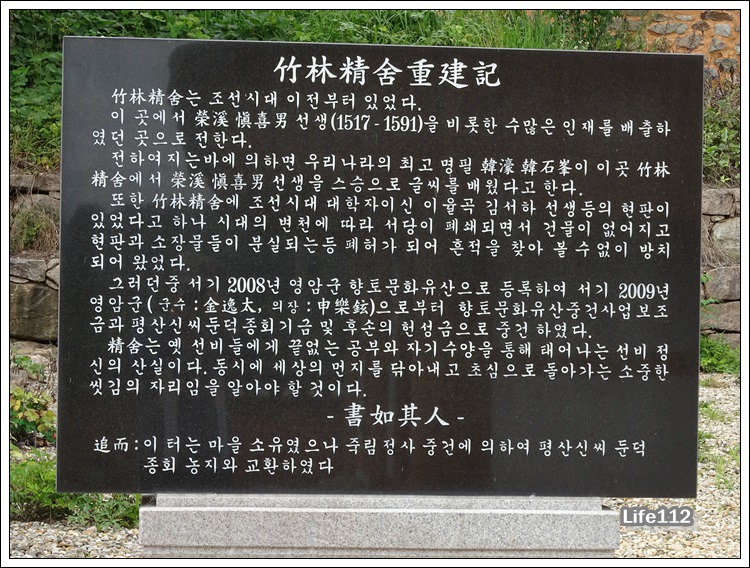 竹林精舍重建記
竹林精舍는 조선시대 이전부터 있었다.
이 곳에서 榮溪 愼喜男 선생(1517 - 1591)을 비롯한 수많은 인재를 배출하
였던 곳으로 전한다.
전하여지는바에 의하면 우리나라의 최고 명필 韓濠 韓石峯이 이곳 竹林
精舍에서 榮溪 愼喜男 선생을 스승으로 글씨를 배웠다고 한다.
또한 竹林精舍에 조선시대 대학자이신 이율곡 김서하 선생등의 현판이
있었다고 하나 시대의 변천에 따라 서당이 폐쇄되면서 건물이 없어지고
현판과 소장물들이 분실되는등 폐허가 되어 흔적을 찾아 볼 수 없이 방치
되어 왔었다.
그러던중 서기 2008년 영암군 향토문화유산으로 등록하여 서기 2009년
영암군( 군수 : 金逸太, 의장 : 申樂鉉)으로부터 향토문화유산중건사업 보조
금과 평산신씨둔덕종회기금 및 후손의 헌성금으로 중건 하였다.
精舍는 옛 선비들에게 끝없는 공부와 자기수양을 통해 태어나는 선비 정
신의 산실이다. 동시에 세상의 먼지를 닦아내고 초심으로 돌아가는 소중한
씻김의 자리임을 알아야 할 것이다.
- 書如其人 -
追而 : 이 터는 마을 소유였으나 죽림정사 중건에 의하여 평산신씨 둔덕
종회 농지와 교환하였다
Life112